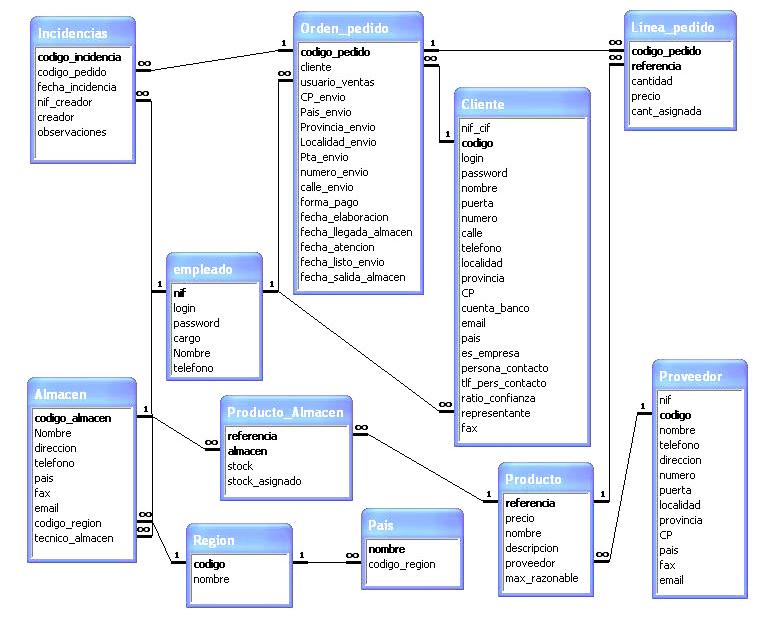 Incidencias
codigo_incidencia
codigo_pedido
fecha_incidencia
nif_creador
creador
observaciones
Orden_pedido
codigo_pedido
cliente
usuario_ventas
CP_envio
Pais_envio
Provincia_envio
Localidad_envio
Pta_envio
numero_envio
calle_envio
forma_pago
fecha_elaboracion
fecha_llegada_almacen
fecha_atencion
fecha_listo_envio
fecha_salida_almacen
Línea_pedido
codigo_pedido
referencia
cantidad
precio
cant_asignada
Cliente
nif_cif
codigo
login
password
nombre
puerta
numero
calle
telefono
localidad
provincia
CP
cuenta_banco
email
pais
es_empresa
persona_contacto
tlf_pers_contacto
ratio_confianza
representante
fax
empleado
nif
login
password
cargo
Nombre
telefono
Almacen
codigo_almacen
Nombre
direccion
telefono
pais
fax
email
codigo_region
tecnico_almacen
Producto_Almacen
referencia
almacen
stock
stock_asignado
Proveedor
nif
codigo
nombre
telefono
direccion
numero
puerta
localidad
provincia
CP
pais
fax
email
Producto
referencia
precio
nombre
descripcion
proveedor
max_razonable
Region
codigo
nombre
Pais
nombre
codigo_region
∞
1
1
∞
∞
∞
∞
∞
1
1
1
∞
1
∞
∞
1
1
1
∞
∞
∞
1
1
∞